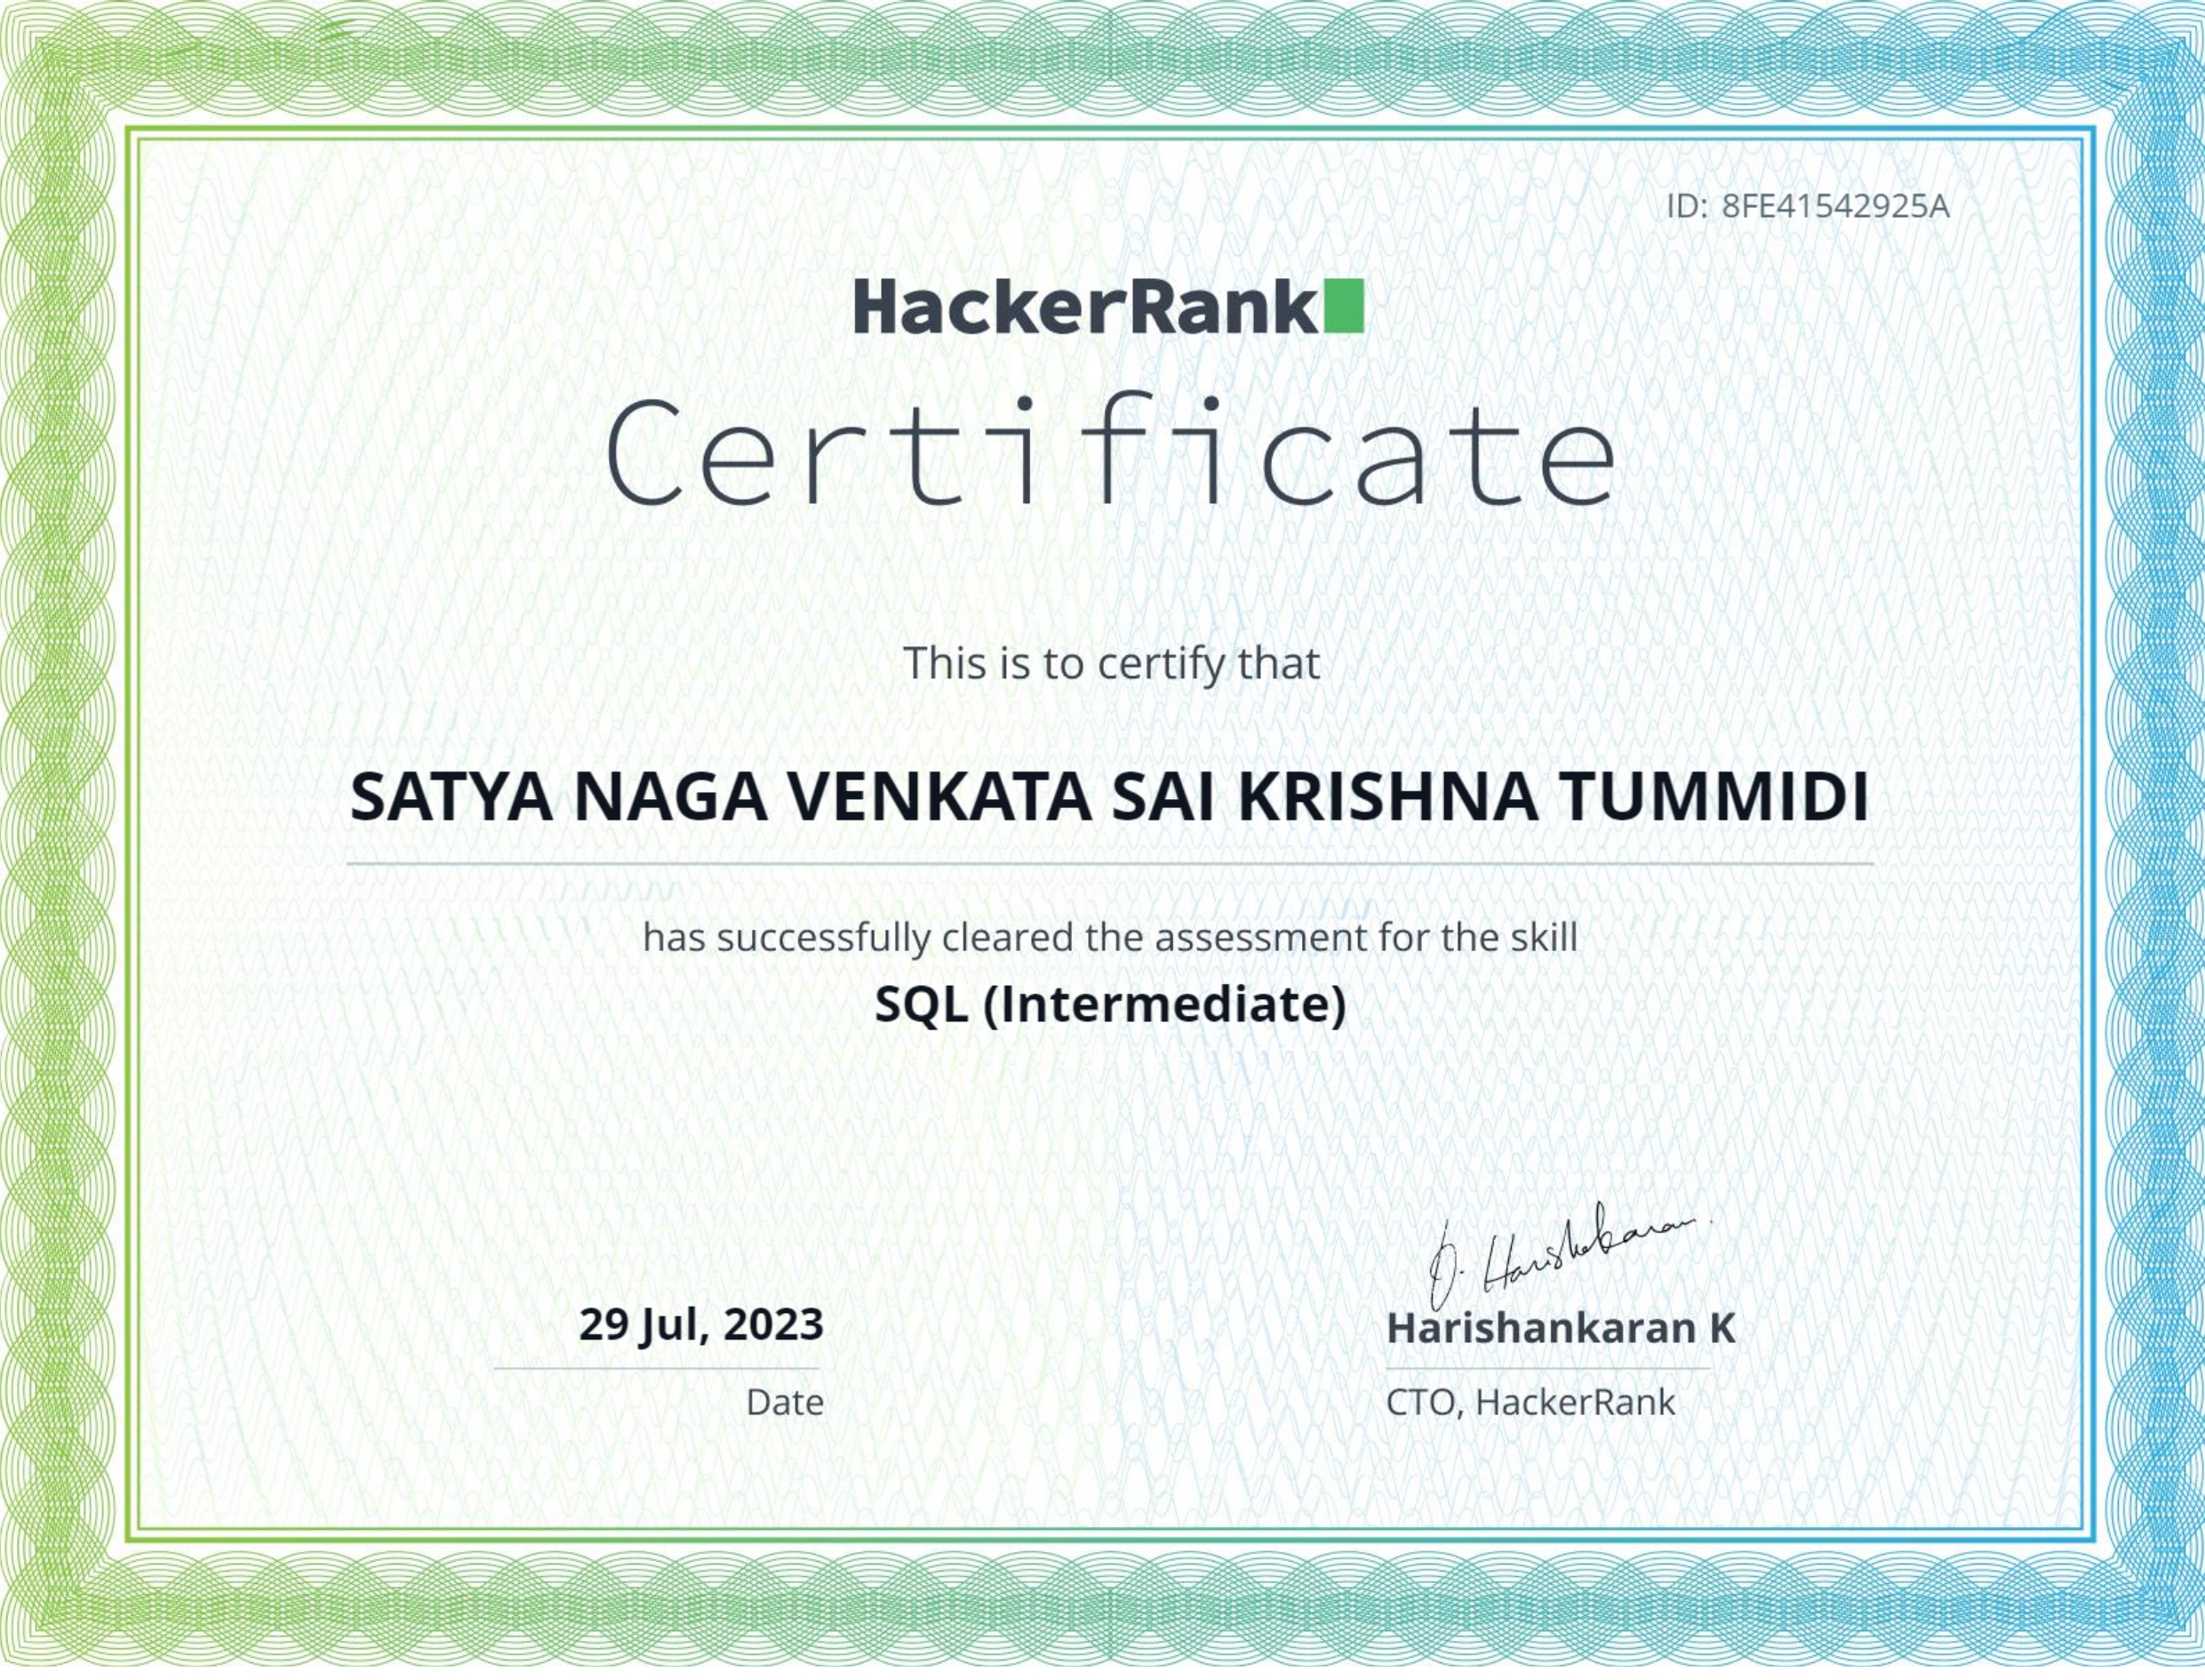 ID: 8FE41542925A
HackerRank
Certificate
This is to certify that
SATYA NAGA VENKATA SAI KRISHNA TUMMIDI
has successfully cleared the assessment for the skill
SQL (Intermediate)
29 Jul, 2023
Date
Harishankaran K
CTO, HackerRank